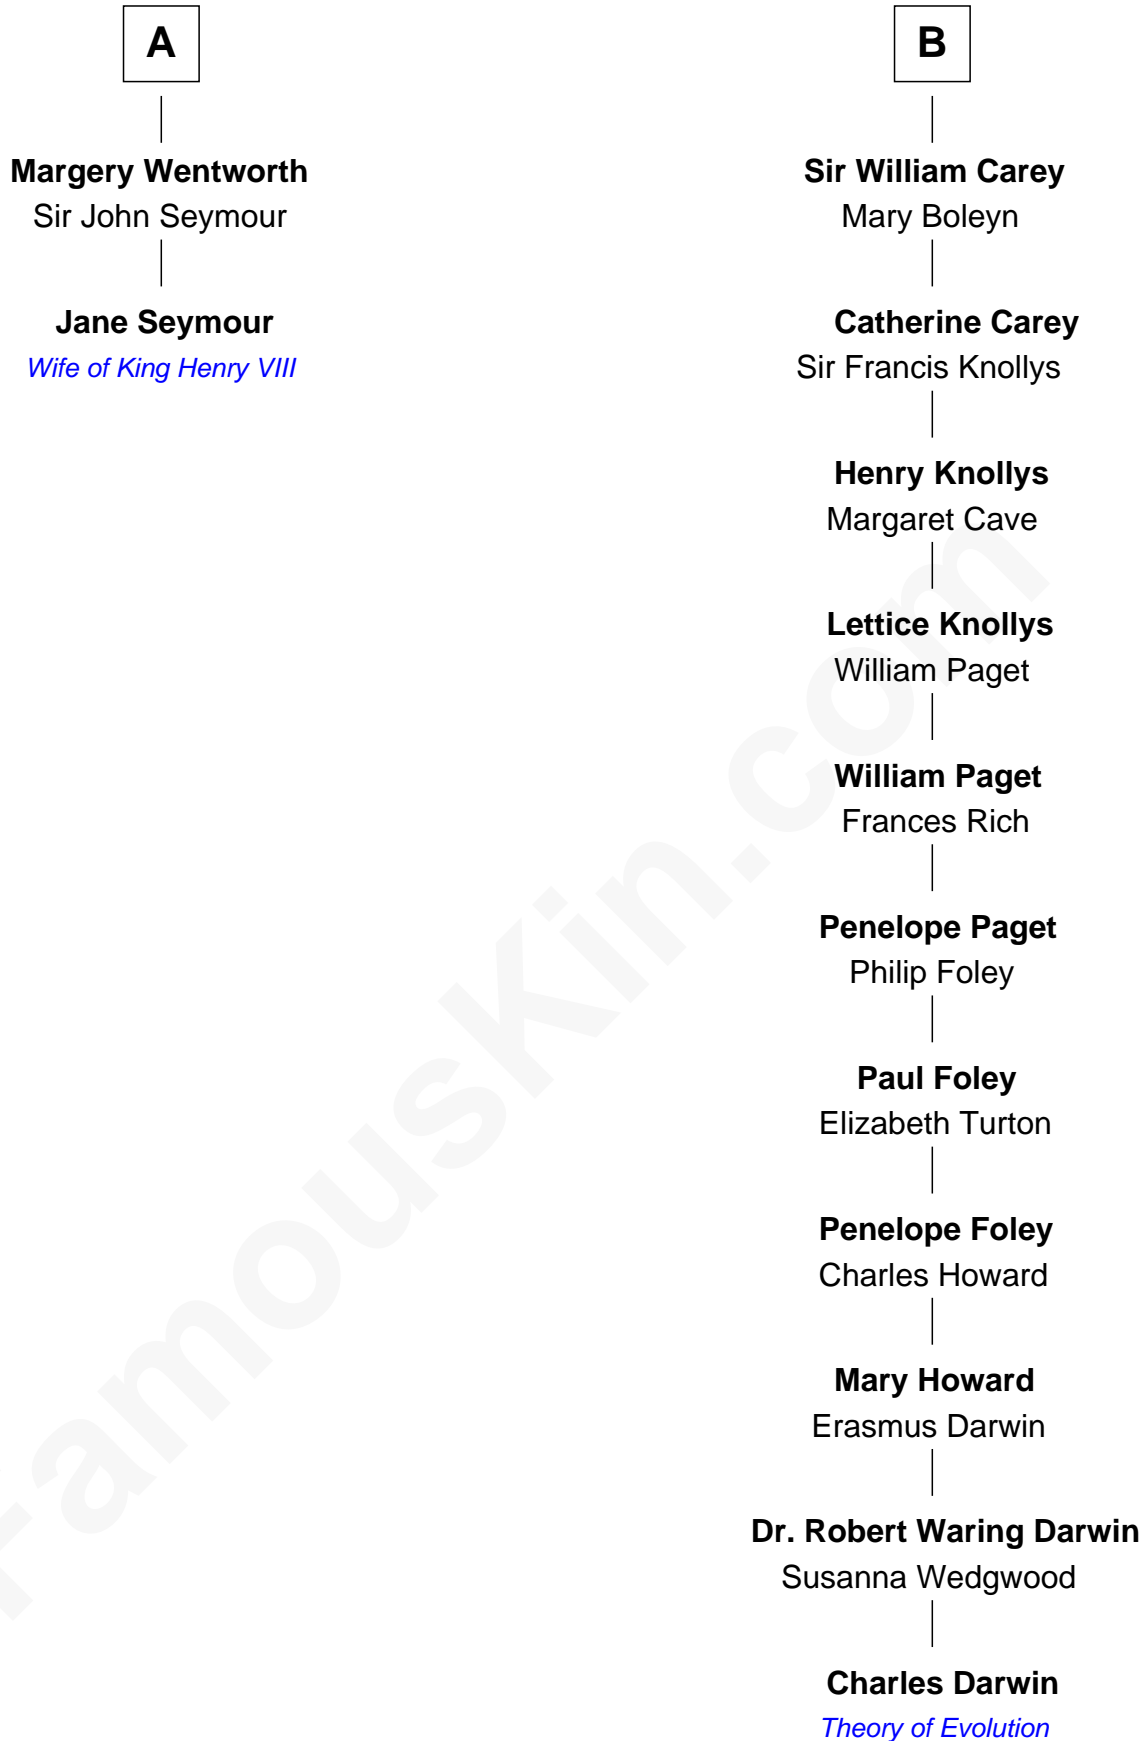 A
Margery Wentworth
Sir John Seymour
Jane Seymour
Wife of King Henry VIII
B
Sir William Carey
Mary Boleyn
Catherine Carey
Sir Francis Knollys
Henry Knollys
Margaret Cave
Lettice Knollys
William Paget
William Paget
Frances Rich
Penelope Paget
Philip Foley
Paul Foley
Elizabeth Turton
Penelope Foley
Charles Howard
Mary Howard
Erasmus Darwin
Dr. Robert Waring Darwin
Susanna Wedgwood
Charles Darwin
Theory of Evolution
FamousKin.com